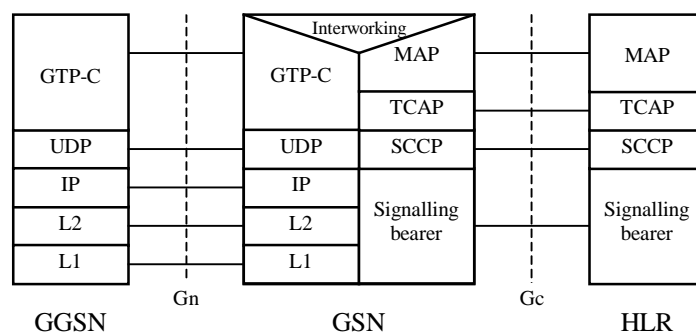 Interworking
GTP-C GTP-C MAP MAP
TCAP TCAP
UDP UDP SCCP SCCP
IP IP
L2 L2 Signalling bearer Signalling bearer
L1 L1
Gn Gc
GGSN GSN HLR